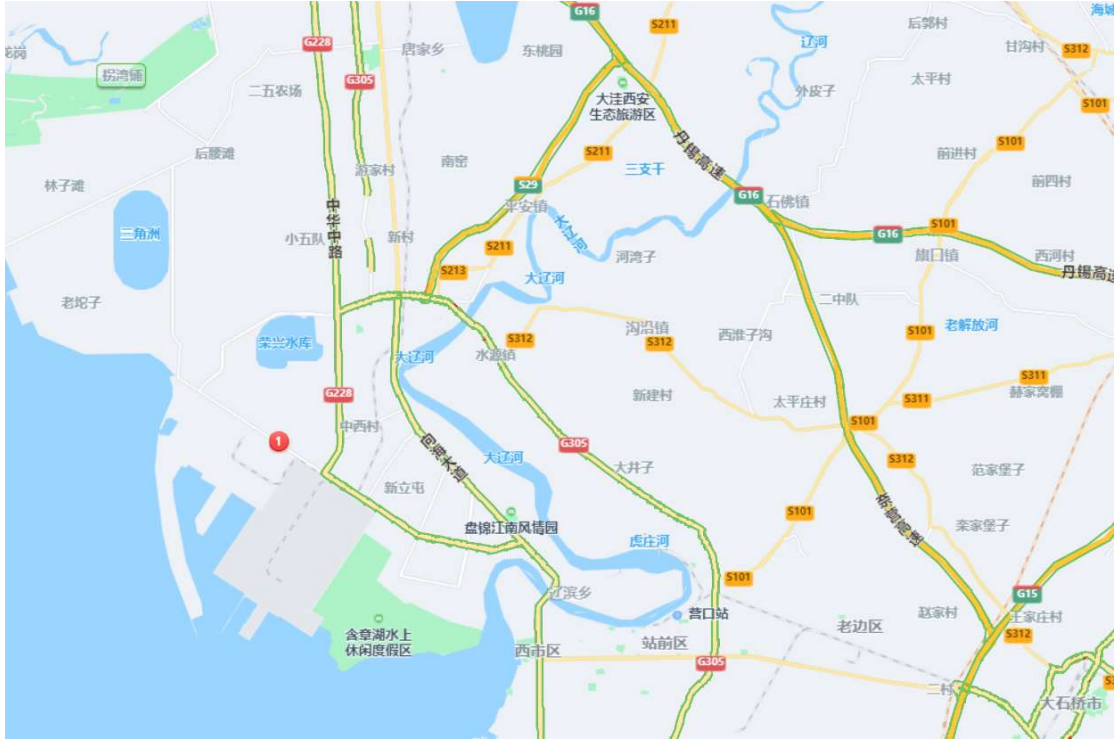 G16
S211
海城
后郭村
G228
居家乡
东桃园
辽河
甘沟村
S312
龙岗
拐湾铺
G305
二五农场
大洼西安
生态旅游区
外皮子
太平村
S101
后腰滩
游家村
南窑
S211
三支干
丹锡高速
前进村
S101
林子滩
S29
平安镇
G16
石佛镇
前四村
三角洲
中华中路
小五队
新村
大辽河
S211
河湾子
G16
S101
旗口镇
西河村
S213
大辽河
丹锡高速
老坨子
二中队
荣兴水库
大辽河
水源镇
S312
沟沿镇
S312
西淮子沟
S101
老解放河
G228
新建村
太平庄村
S311
S311
赫家窝棚
中西村
S101
1
向海大道
大辽河
G305
大井子
S312
范家堡子
新立屯
盘锦江南风情园
虎庄河
S101
栾家堡子
辽滨乡
S101
G15
营口站
赵家村
王家庄村
含章湖水上
休闲度假区
西市区
站前区
老边区
S312
G305
二村
大石桥市